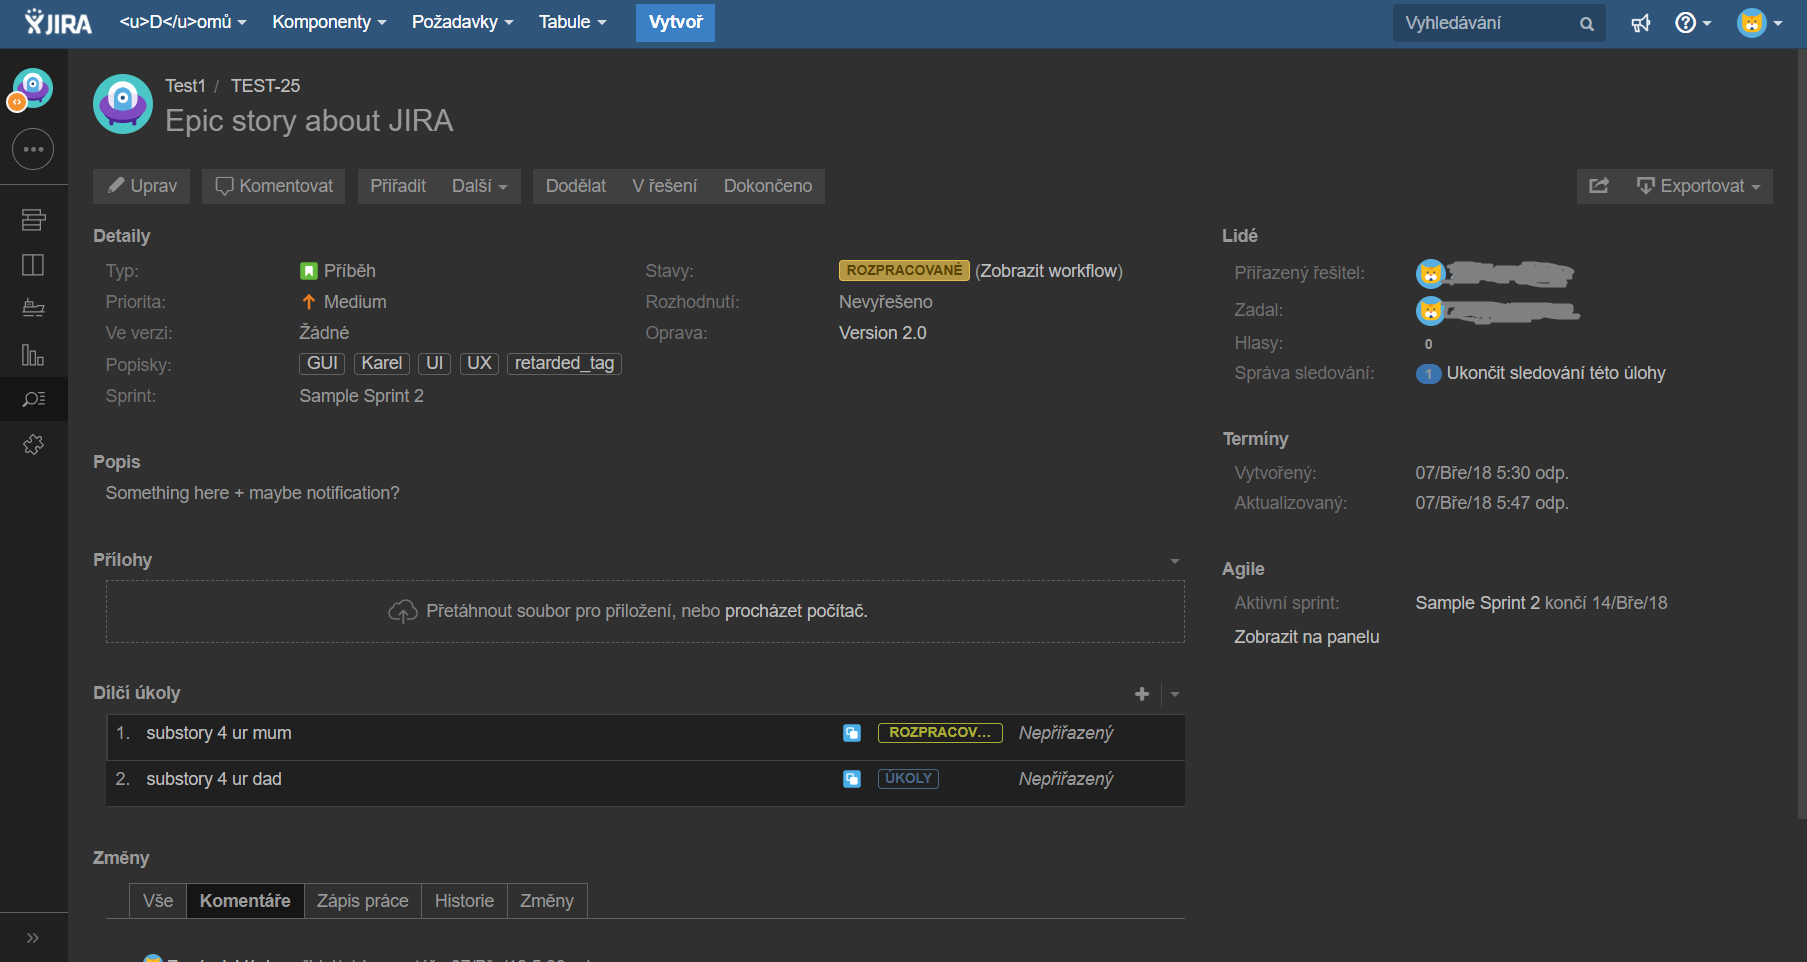 JIRA <u>D</u>omů Komponenty Požadavky Tabule Vytvoř Vyhledávání
Test1 / TEST-25
Epic story about JIRA
Uprav Komentovat Přiřadit Další Dodělat V řešení Dokončeno Exportovat
Detaily
Typ: Příběh
Priorita: Medium
Ve verzi: Žádné
Popisky: GUI Karel UI UX retarded_tag
Sprint: Sample Sprint 2
Stavy: ROZPRACOVANÉ (Zobrazit workflow)
Rozhodnutí: Nevyřešeno
Oprava: Version 2.0
Popis
Something here + maybe notification?
Přílohy
Přetáhnout soubor pro přiložení, nebo procházet počítač.
Dílčí úkoly
1. substory 4 ur mum ROZPRACOV... Nepřiřazený
2. substory 4 ur dad ÚKOLY Nepřiřazený
Změny
Vše Komentáře Zápis práce Historie Změny
Lidé
Přiřazený řešitel:
Zadal:
Hlasy: 0
Správa sledování: 1 Ukončit sledování této úlohy
Termíny
Vytvořený: 07/Bře/18 5:30 odp.
Aktualizovaný: 07/Bře/18 5:47 odp.
Agile
Aktivní sprint: Sample Sprint 2 končí 14/Bře/18
Zobrazit na panelu